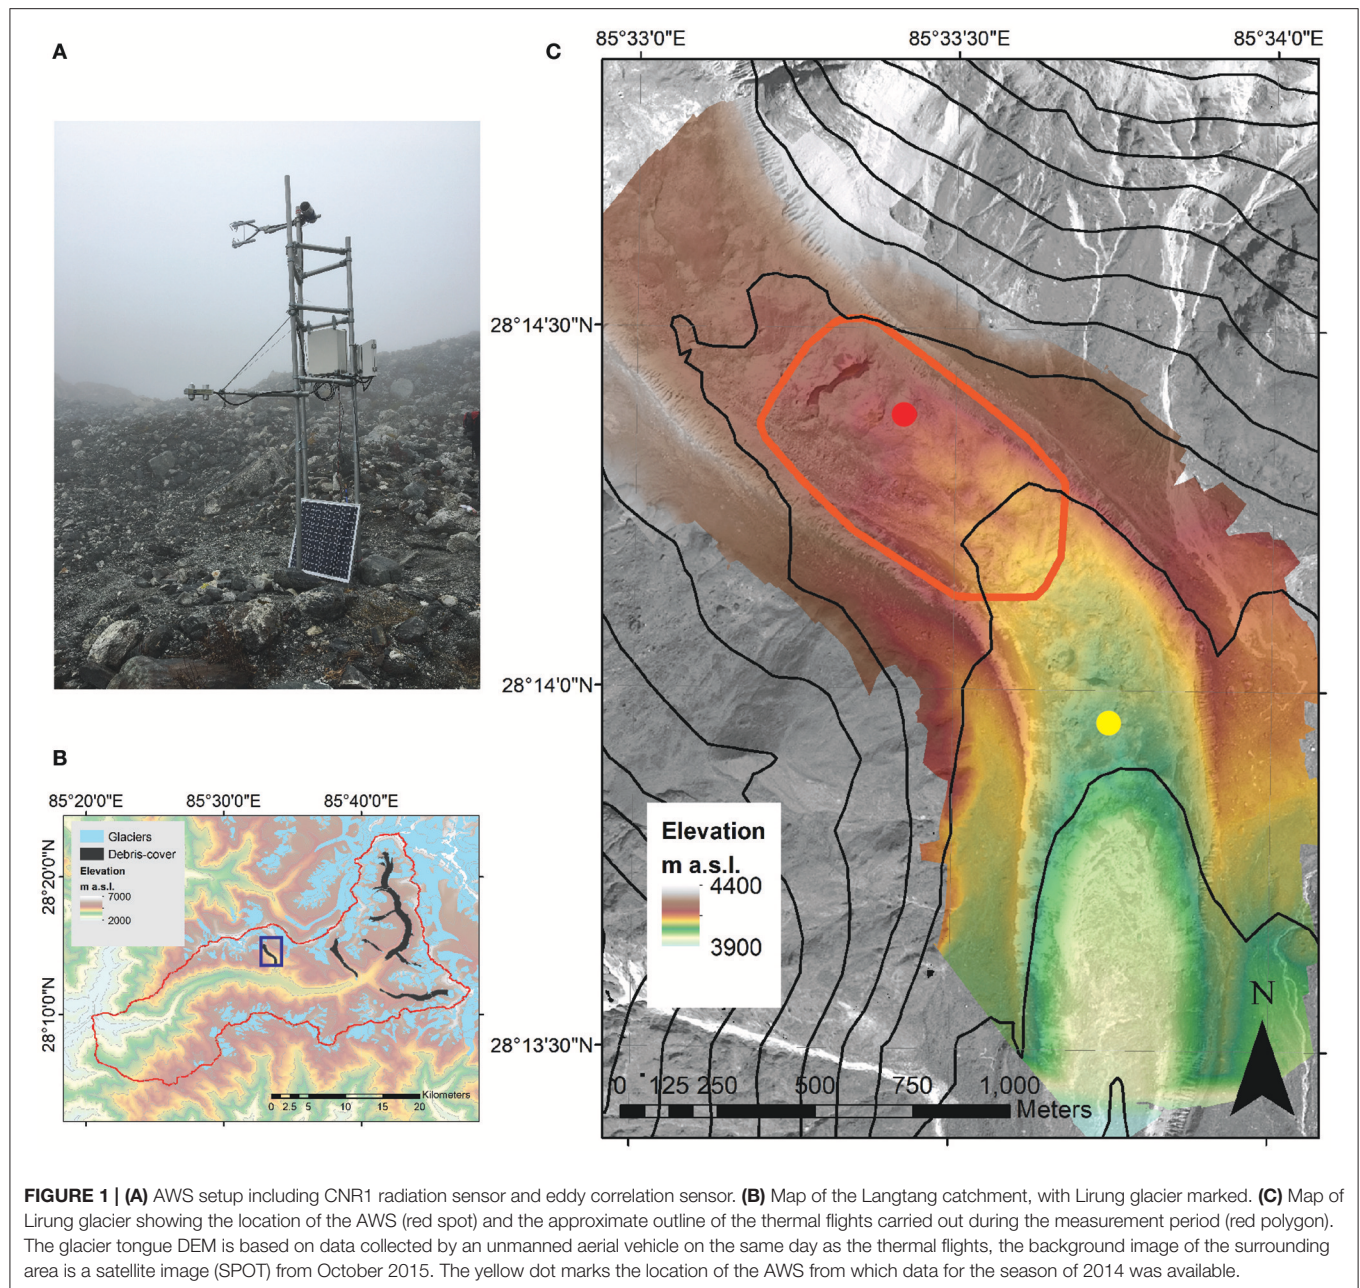 A
C
85°33'0"E
85°33'30"E
85°34'0"E
28°14'30"N
28°14'0"N
28°13'30"N
Elevation
m a.s.l.
4400
3900
N
0 125 250 500 750 1,000
Meters
B
85°20'0"E
85°30'0"E
85°40'0"E
28°20'0"N
28°10'0"N
Glaciers
Debris-cover
Elevation
m a.s.l.
7000
2000
Kilometers
0 2.5 5 10 15 20
FIGURE 1 | (A) AWS setup including CNR1 radiation sensor and eddy correlation sensor. (B) Map of the Langtang catchment, with Lirung glacier marked. (C) Map of
Lirung glacier showing the location of the AWS (red spot) and the approximate outline of the thermal flights carried out during the measurement period (red polygon).
The glacier tongue DEM is based on data collected by an unmanned aerial vehicle on the same day as the thermal flights, the background image of the surrounding
area is a satellite image (SPOT) from October 2015. The yellow dot marks the location of the AWS from which data for the season of 2014 was available.